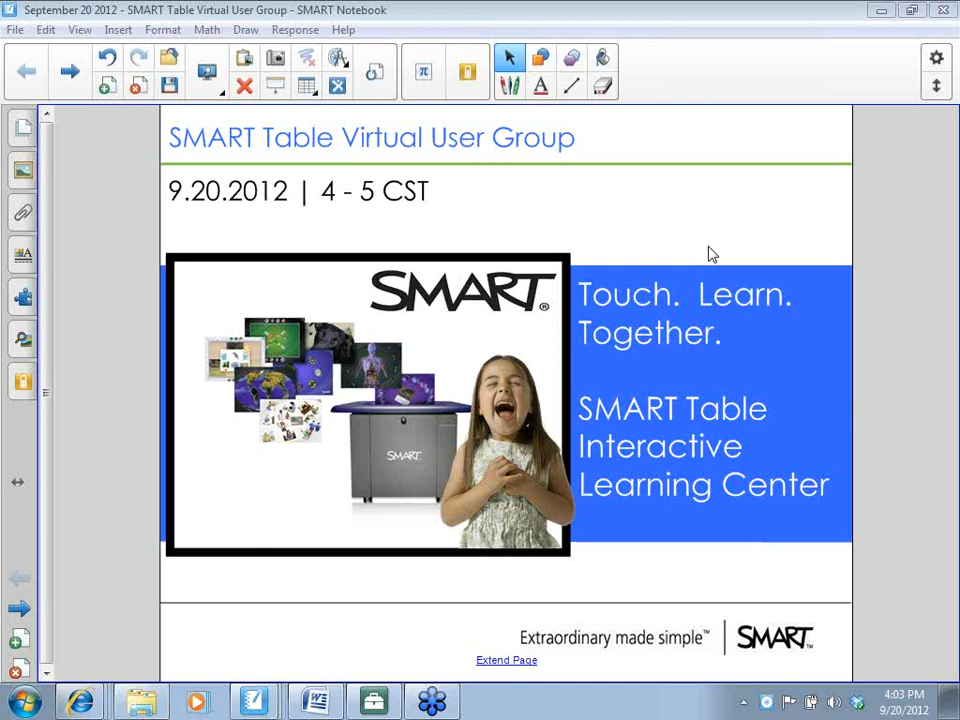 September 20 2012 - SMART Table Virtual User Group - SMART Notebook
File Edit View Insert Format Math Draw Response Help
π
A
SMART Table Virtual User Group
9.20.2012 | 4 - 5 CST
SMART®
Touch. Learn.
Together.
SMART
SMART Table
Interactive
Learning Center
Extraordinary made simple™ SMART™
Extend Page
4:03 PM
9/20/2012